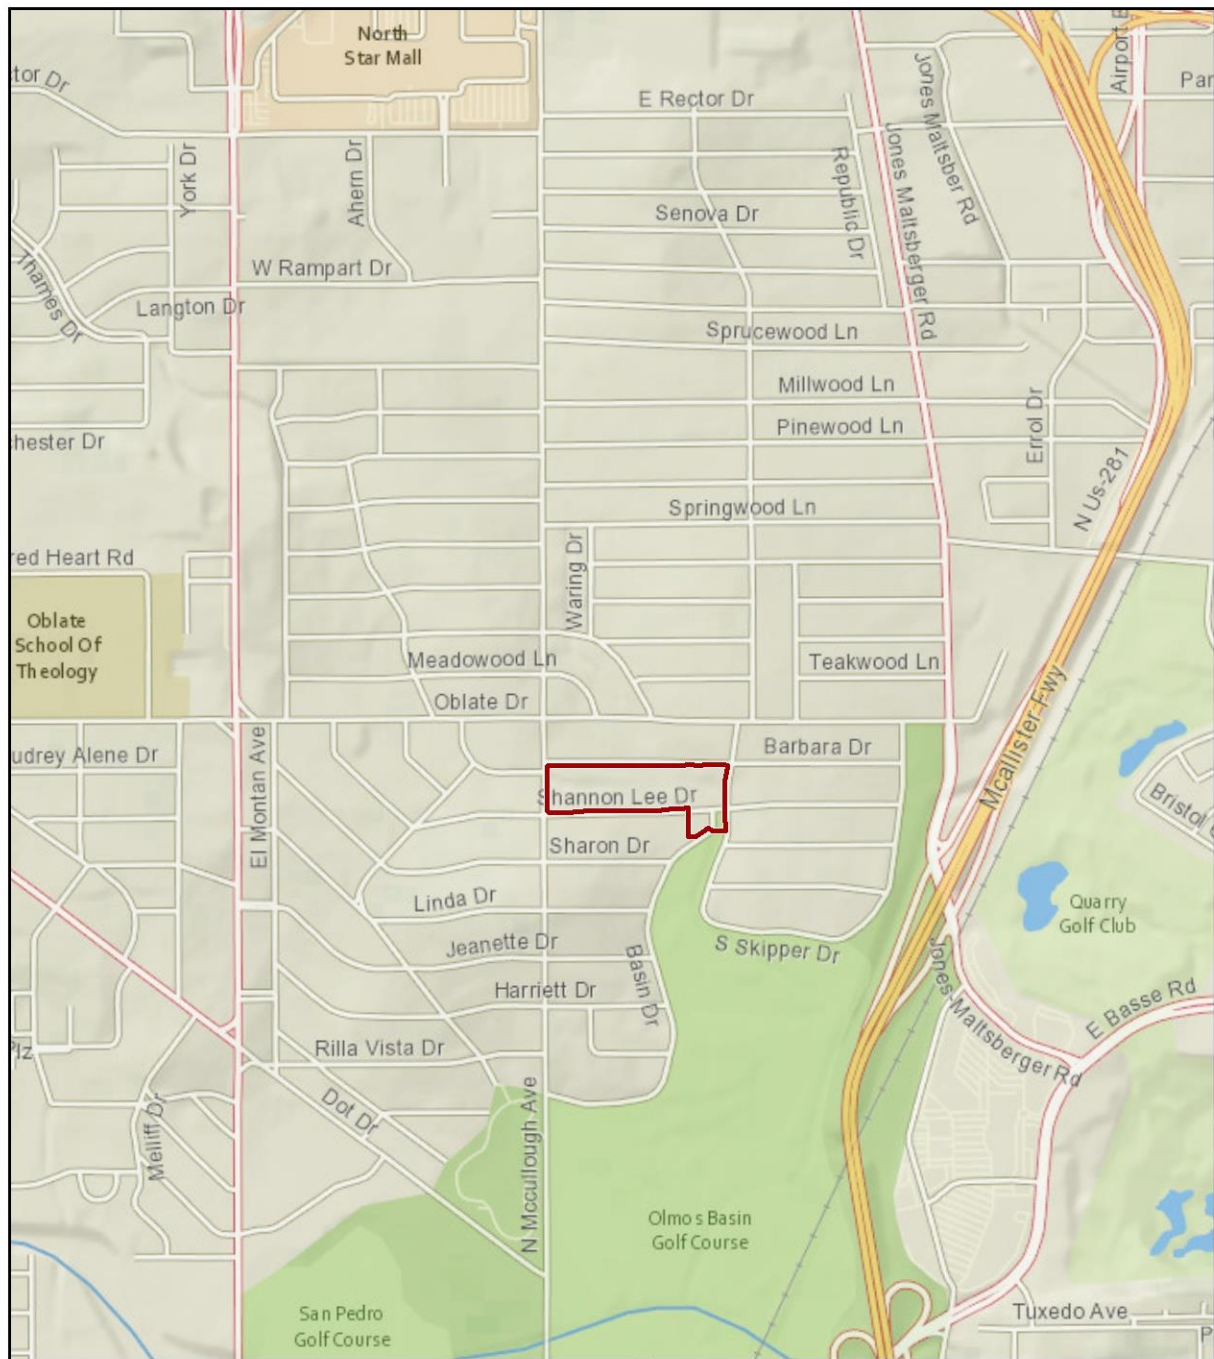 North
Star Mall
Airport B
tor Dr
Par
E Rector Dr
Jones Maltsber Rd
York Dr
Ahern Dr
Republic Dr
Jones Maltsberger Rd
Senova Dr
Thames Dr
W Rampart Dr
Langton Dr
Sprucewood Ln
Millwood Ln
Errol Dr
Pinewood Ln
chester Dr
N Us-281
Springwood Ln
red Heart Rd
Waring Dr
Oblate
School Of
Theology
Meadowood Ln
Teakwood Ln
Oblate Dr
Mcallister Fwy
udrey Alene Dr
El Montan Ave
Barbara Dr
Shannon Lee Dr
Bristol
Sharon Dr
Linda Dr
Quarry
Golf Club
Jeanette Dr
S Skipper Dr
Basin Dr
Harriett Dr
Jones-Maltsberger Rd
E Basse Rd
Plz
Rilla Vista Dr
Dot Dr
Melliff Dr
N Mccullough Ave
Olmos Basin
Golf Course
San Pedro
Golf Course
Tuxedo Ave
P